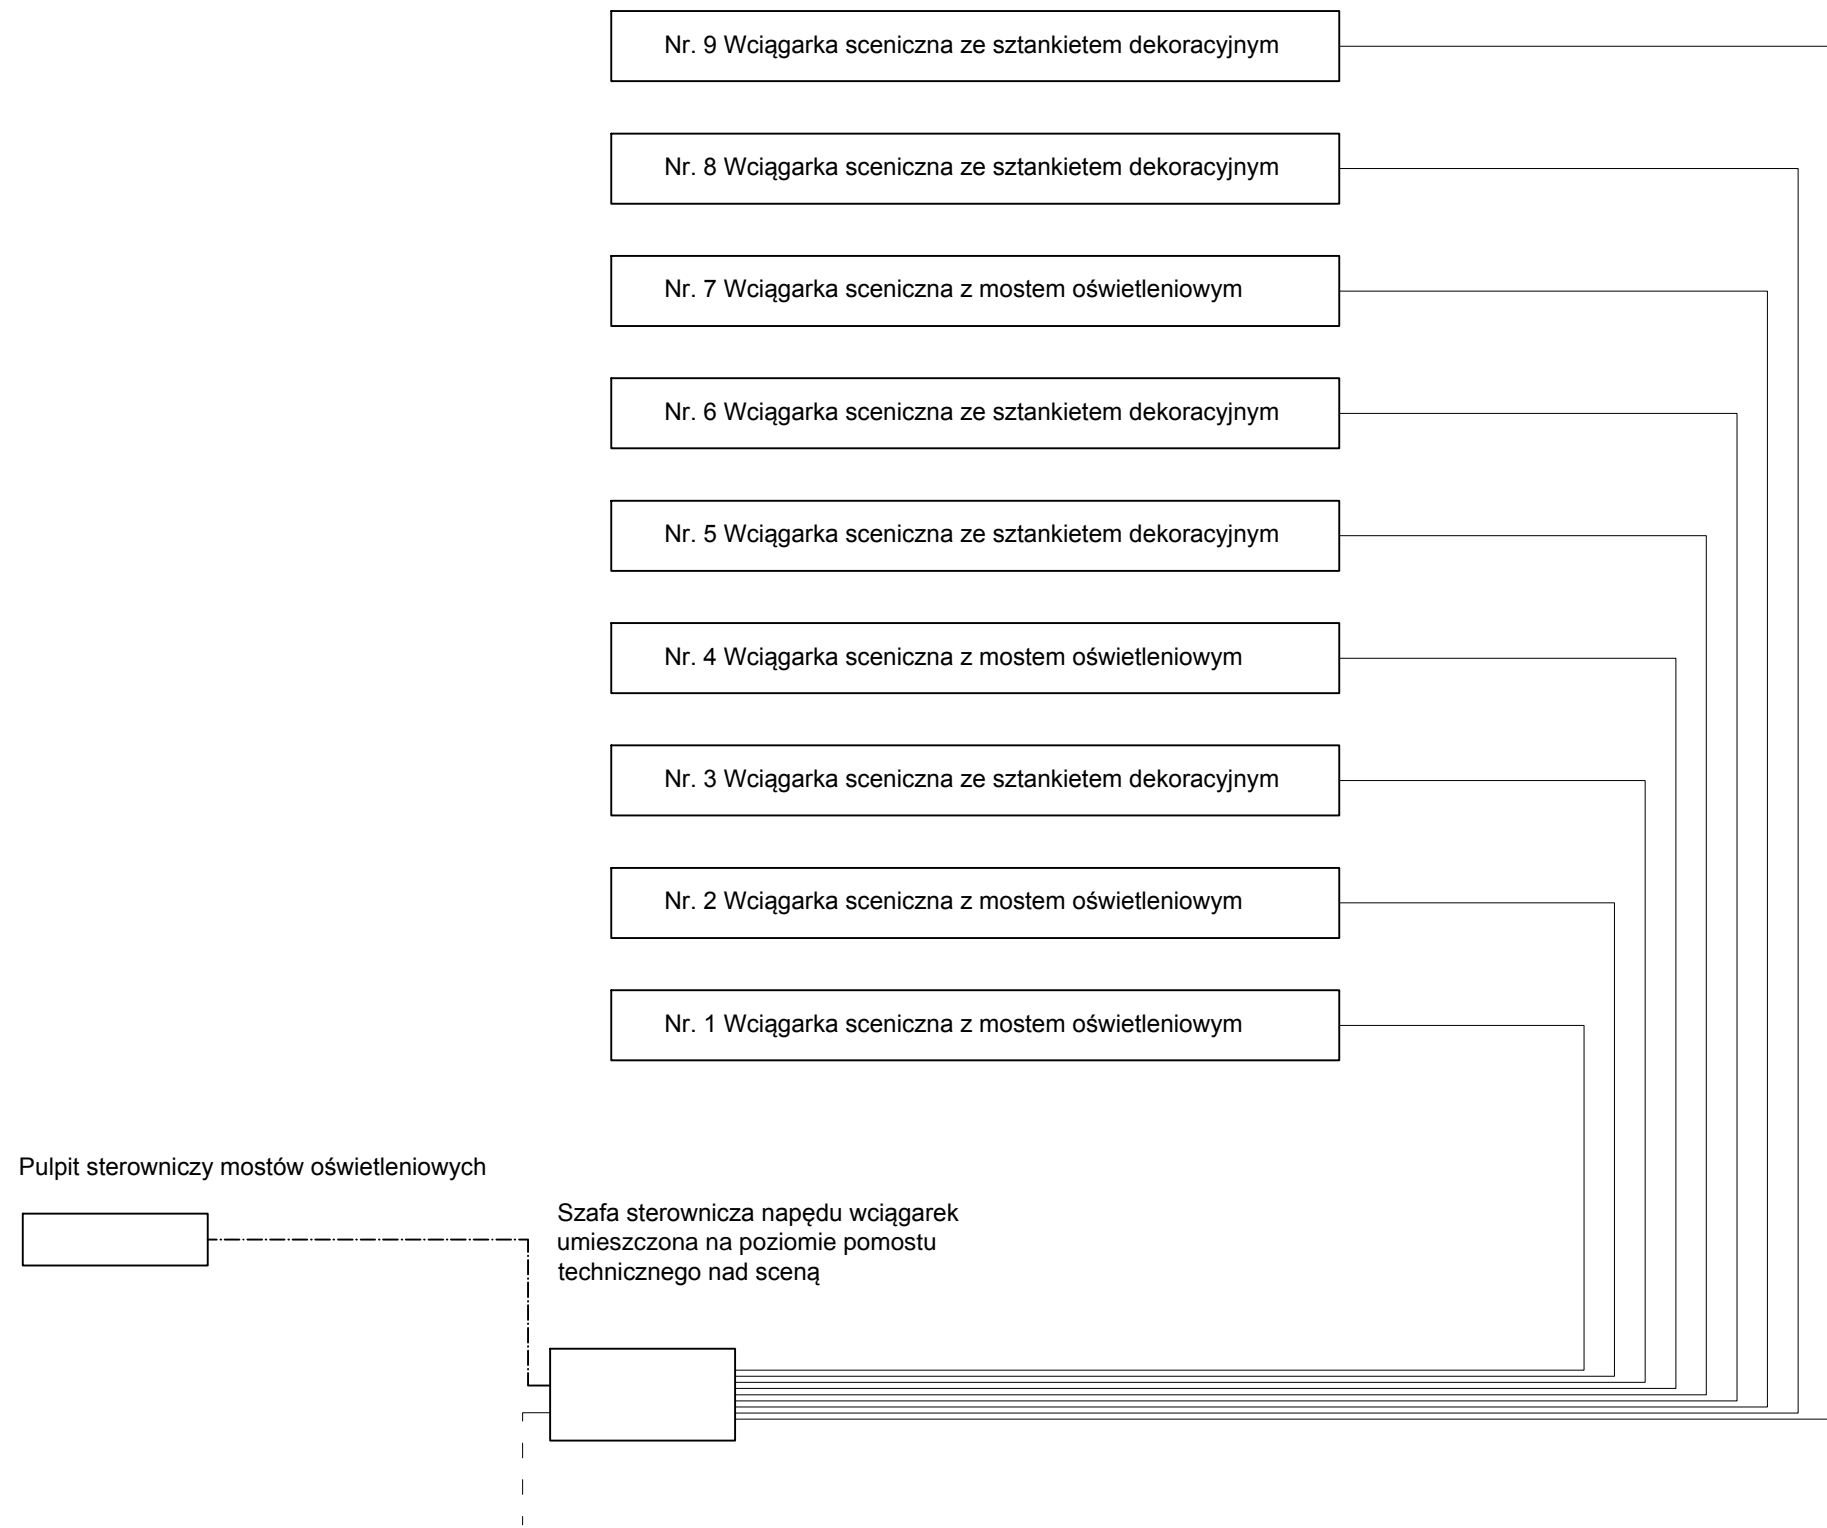 Nr. 9 Wciągarka sceniczna ze sztankietem dekoracyjnym
Nr. 8 Wciągarka sceniczna ze sztankietem dekoracyjnym
Nr. 7 Wciągarka sceniczna z mostem oświetleniowym
Nr. 6 Wciągarka sceniczna ze sztankietem dekoracyjnym
Nr. 5 Wciągarka sceniczna ze sztankietem dekoracyjnym
Nr. 4 Wciągarka sceniczna z mostem oświetleniowym
Nr. 3 Wciągarka sceniczna ze sztankietem dekoracyjnym
Nr. 2 Wciągarka sceniczna z mostem oświetleniowym
Nr. 1 Wciągarka sceniczna z mostem oświetleniowym
Pulpit sterowniczy mostów oświetleniowych
Szafa sterownicza napędu wciągarek
umieszczona na poziomie pomostu
technicznego nad sceną